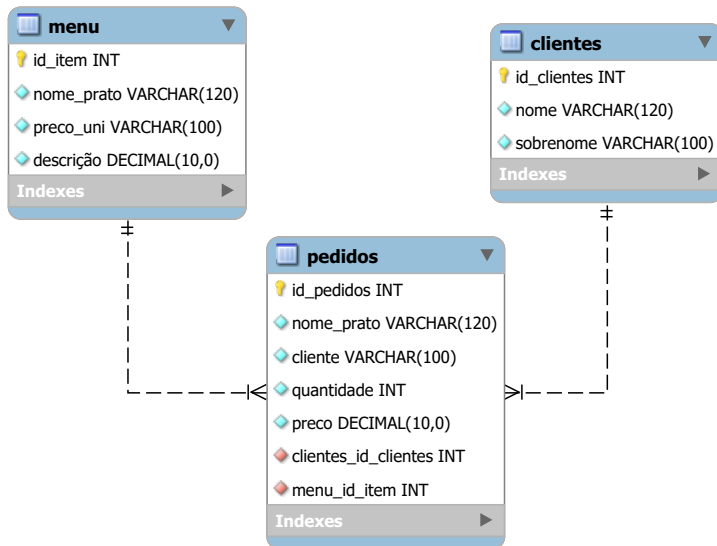 menu
id_item INT
nome_prato VARCHAR(120)
preco_uni VARCHAR(100)
descrição DECIMAL(10,0)
Indexes
clientes
id_clientes INT
nome VARCHAR(120)
sobrenome VARCHAR(100)
Indexes
pedidos
id_pedidos INT
nome_prato VARCHAR(120)
cliente VARCHAR(100)
quantidade INT
preco DECIMAL(10,0)
clientes_id_clientes INT
menu_id_item INT
Indexes